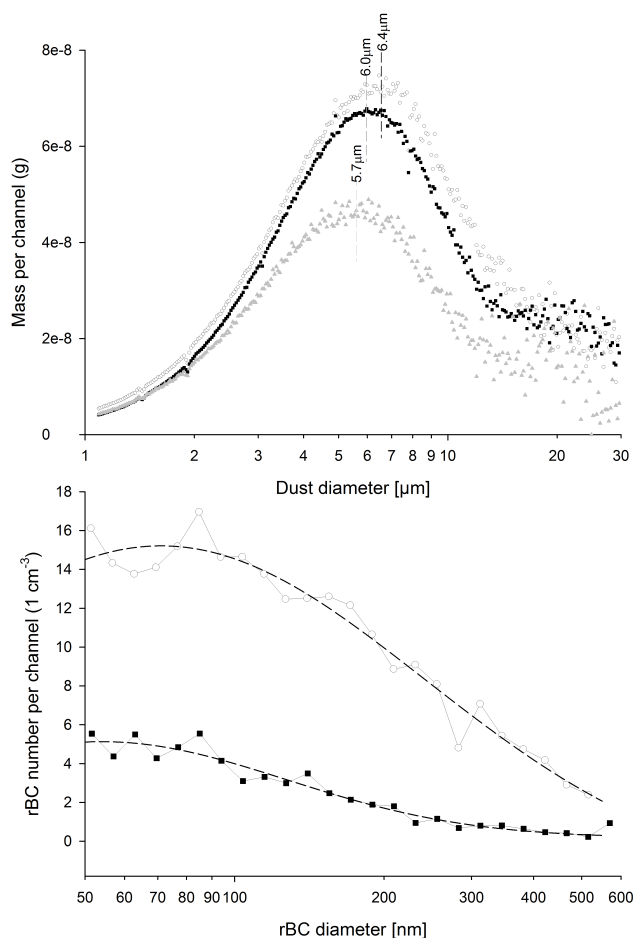 8e-8
6e-8
4e-8
2e-8
0
Mass per channel (g)
6.0µm
6.4µm
5.7µm
1 2 3 4 5 6 7 8 9 10 20 30
Dust diameter [µm]
18
16
14
12
10
8
6
4
2
0
rBC number per channel (1 cm⁻³)
50 60 70 80 90 100 200 300 400 500 600
rBC diameter [nm]